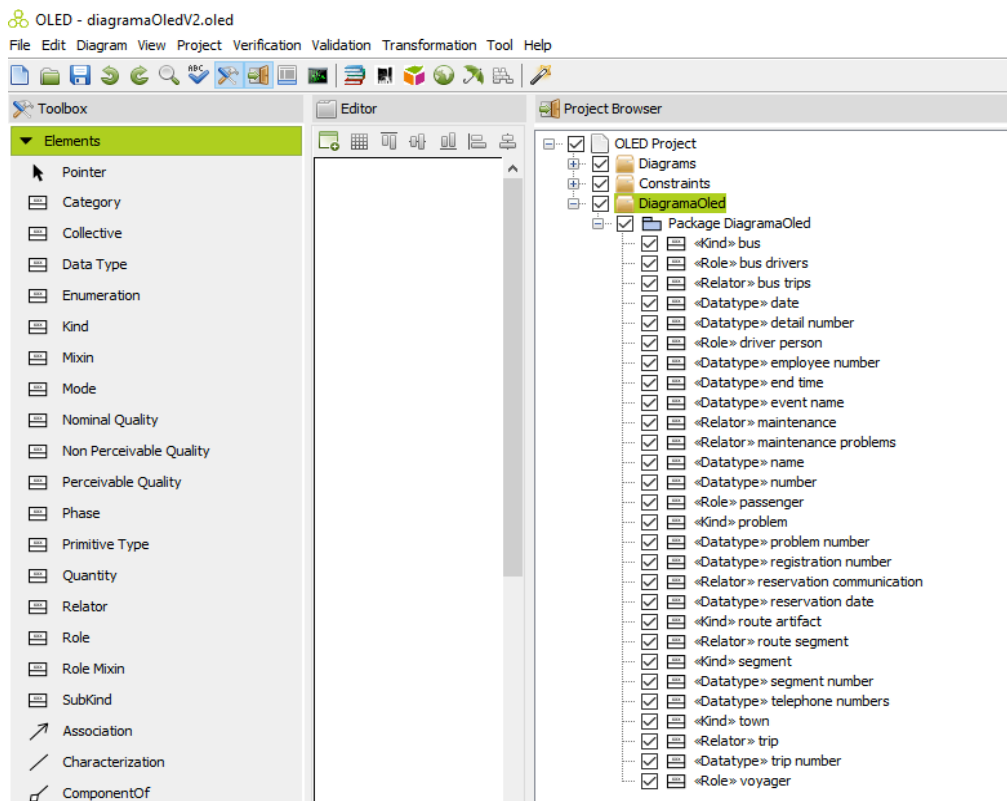 OLED - diagramaOledV2.oled
File Edit Diagram View Project Verification Validation Transformation Tool Help
ABC
Toolbox
Elements
Pointer
Category
Collective
Data Type
Enumeration
Kind
Mixin
Mode
Nominal Quality
Non Perceivable Quality
Perceivable Quality
Phase
Primitive Type
Quantity
Relator
Role
Role Mixin
SubKind
Association
Characterization
ComponentOf
Editor
Project Browser
OLED Project
Diagrams
Constraints
DiagramaOled
Package DiagramaOled
«Kind» bus
«Role» bus drivers
«Relator» bus trips
«Datatype» date
«Datatype» detail number
«Role» driver person
«Datatype» employee number
«Datatype» end time
«Datatype» event name
«Relator» maintenance
«Relator» maintenance problems
«Datatype» name
«Datatype» number
«Role» passenger
«Kind» problem
«Datatype» problem number
«Datatype» registration number
«Relator» reservation communication
«Datatype» reservation date
«Kind» route artifact
«Relator» route segment
«Kind» segment
«Datatype» segment number
«Datatype» telephone numbers
«Kind» town
«Relator» trip
«Datatype» trip number
«Role» voyager